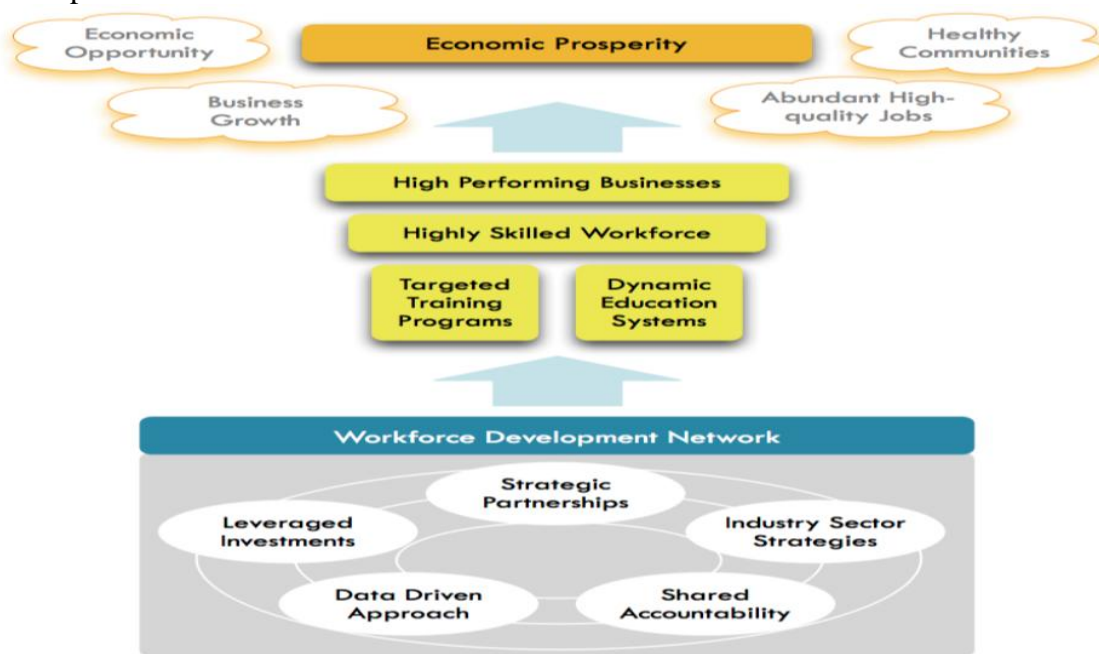 Economic
Opportunity
Economic Prosperity
Healthy
Communities
Business
Growth
Abundant High-
quality Jobs
High Performing Businesses
Highly Skilled Workforce
Targeted
Training
Programs
Dynamic
Education
Systems
Workforce Development Network
Strategic
Partnerships
Leveraged
Investments
Industry Sector
Strategies
Data Driven
Approach
Shared
Accountability